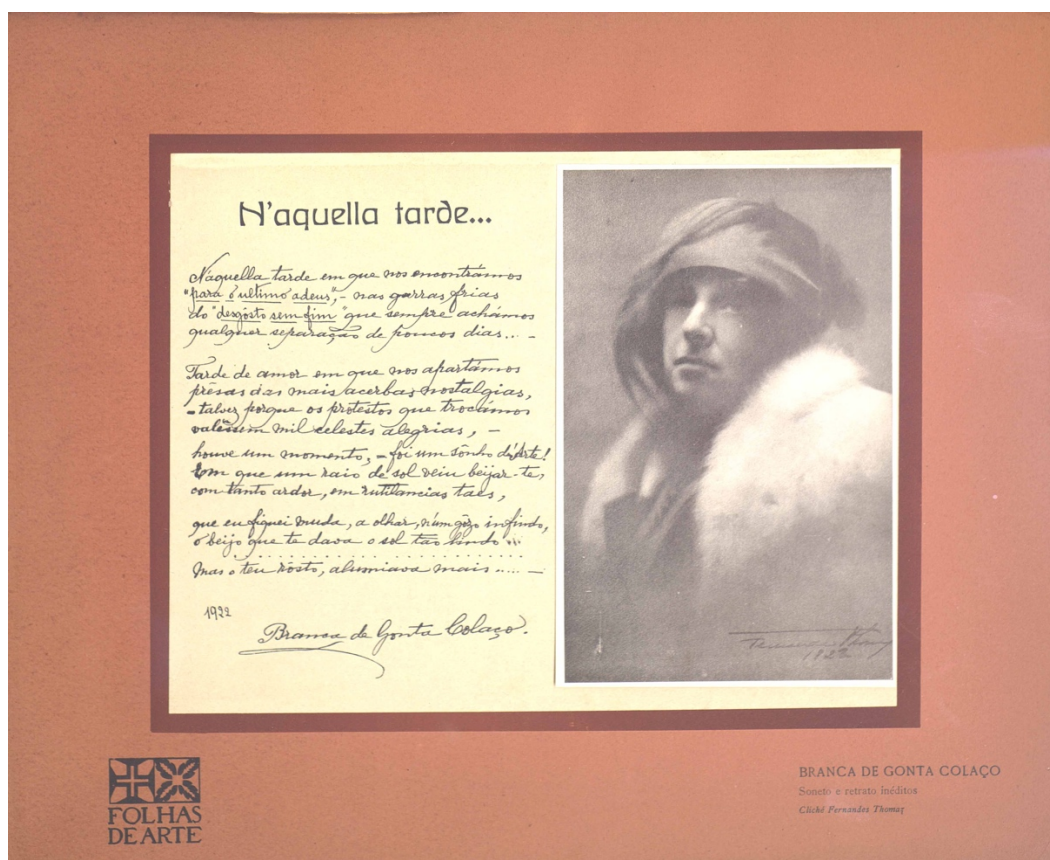 N'aquella tarde...
N'aquella tarde em que nos encontrámos
"para o ultimo adeus", - nas garras frias
do "desgôsto sem fim" que sempre achámos
qualquer separação de poucos dias... -
Tarde de amor em que nos apartámos
prêsas das mais acerbas nostalgias,
- talvez porque os protestos que trocámos
valessem mil celestes alegrias, -
houve um momento, - foi um sônho d'Arte!
Em que um raio de sol veiu beijar-te,
com tanto ardor, em rutilancias taes,
que eu fiquei muda, a olhar, n'um gôzo infindo,
o beijo que te dava o sol tão lindo...
. . . . . . . . . . . . . . . . . . . .
Mas o teu rôsto, alumiava mais ..... -
1922
Branca de Gonta Colaço.
1922
FOLHAS
DE ARTE
BRANCA DE GONTA COLAÇO
Soneto e retrato inéditos
Cliché Fernandes Thomaz